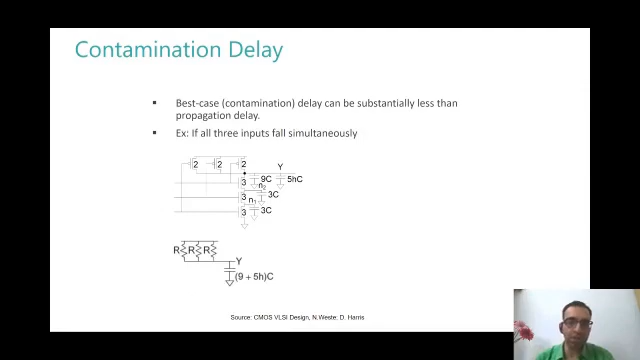 Contamination Delay
▪ Best-case (contamination) delay can be substantially less than
propagation delay.
▪ Ex: If all three inputs fall simultaneously
2 2 2 Y
3 9C 5hC
n2
3 n1 3C
3 3C
R R R
Y
(9 + 5h)C
Source: CMOS VLSI Design, N.Weste: D. Harris